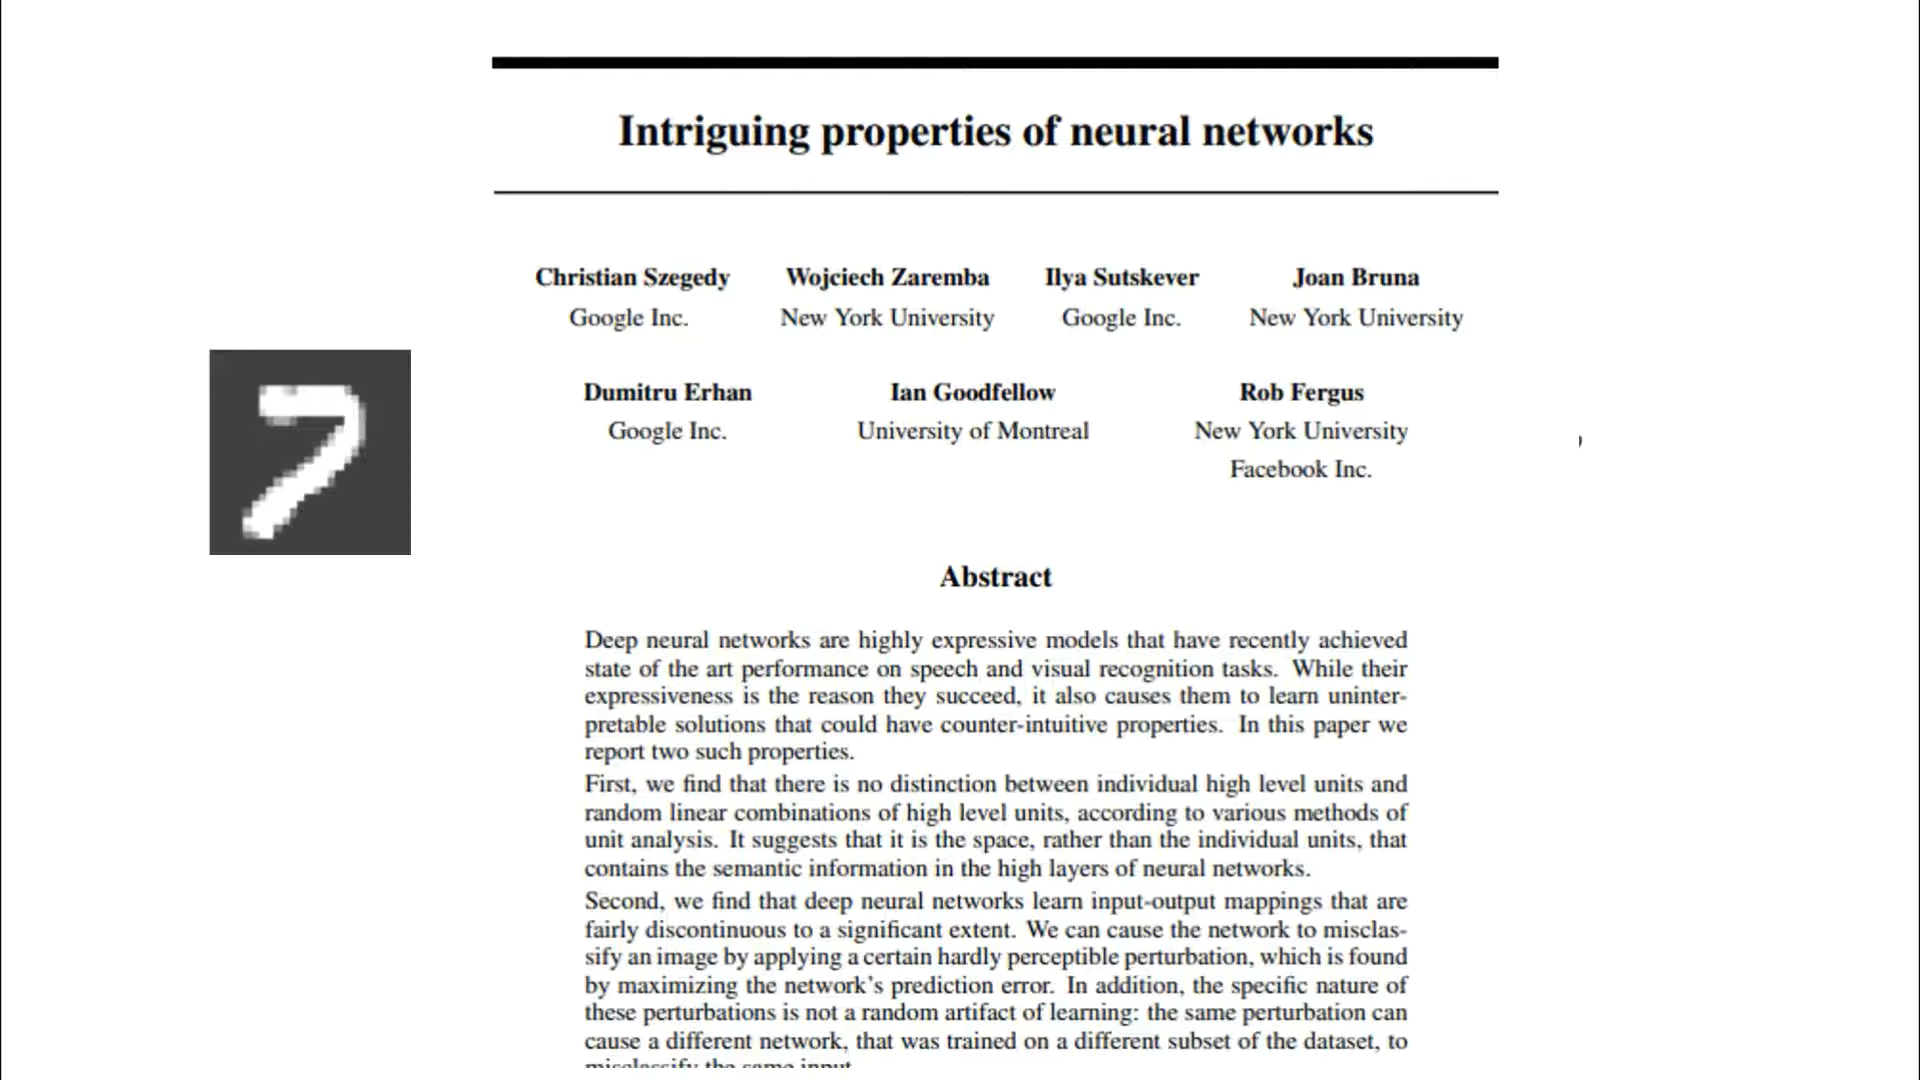 Intriguing properties of neural networks
Christian Szegedy Wojciech Zaremba Ilya Sutskever Joan Bruna
Google Inc. New York University Google Inc. New York University
Dumitru Erhan Ian Goodfellow Rob Fergus
Google Inc. University of Montreal New York University
Facebook Inc.
7
Abstract
Deep neural networks are highly expressive models that have recently achieved
state of the art performance on speech and visual recognition tasks. While their
expressiveness is the reason they succeed, it also causes them to learn uninter-
pretable solutions that could have counter-intuitive properties. In this paper we
report two such properties.
First, we find that there is no distinction between individual high level units and
random linear combinations of high level units, according to various methods of
unit analysis. It suggests that it is the space, rather than the individual units, that
contains the semantic information in the high layers of neural networks.
Second, we find that deep neural networks learn input-output mappings that are
fairly discontinuous to a significant extent. We can cause the network to misclas-
sify an image by applying a certain hardly perceptible perturbation, which is found
by maximizing the network's prediction error. In addition, the specific nature of
these perturbations is not a random artifact of learning: the same perturbation can
cause a different network, that was trained on a different subset of the dataset, to
misclassify the same input.